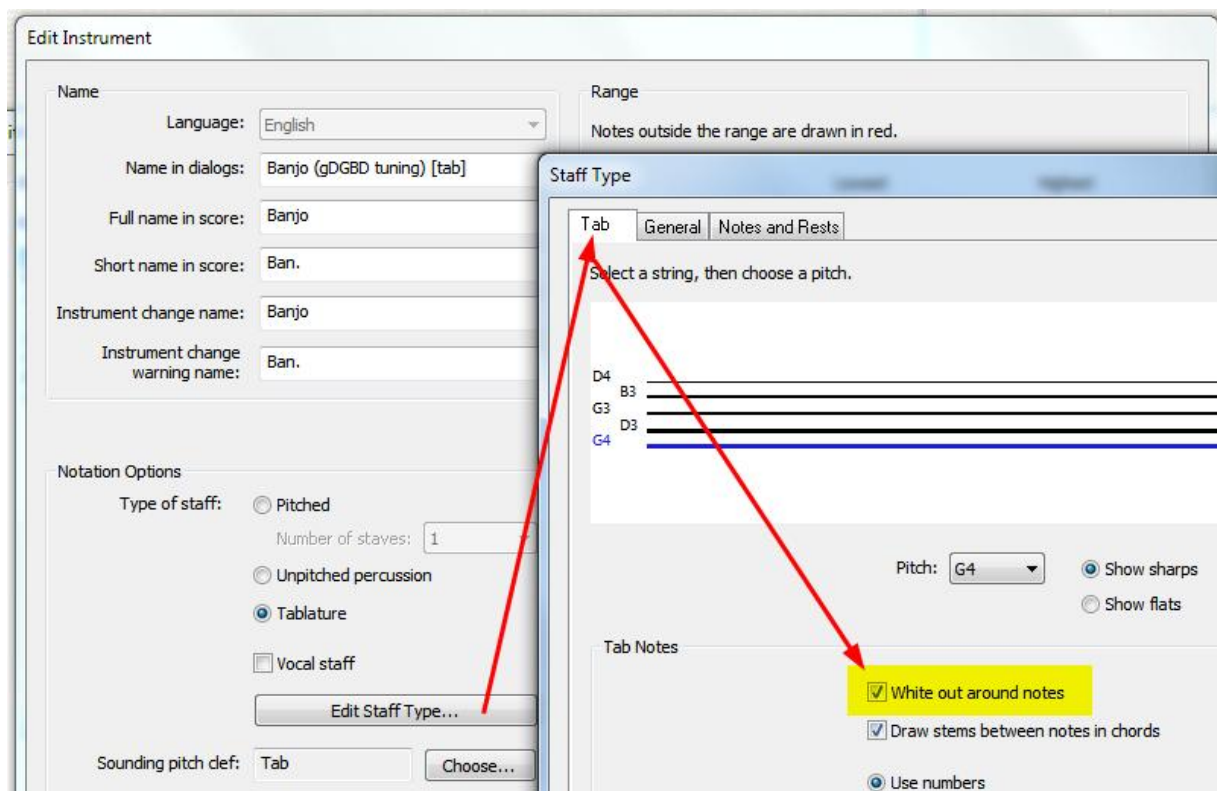 Edit Instrument
Name
Language: English
Name in dialogs: Banjo (gDGBD tuning) [tab]
Full name in score: Banjo
Short name in score: Ban.
Instrument change name: Banjo
Instrument change
warning name: Ban.
Notation Options
Type of staff: Pitched
Number of staves: 1
Unpitched percussion
Tablature
Vocal staff
Edit Staff Type...
Sounding pitch clef: Tab Choose...
Range
Notes outside the range are drawn in red.
Staff Type
Lowest Highest
Tab General Notes and Rests
Select a string, then choose a pitch.
D4
B3
G3
D3
G4
Pitch: G4 Show sharps
Show flats
Tab Notes
White out around notes
Draw stems between notes in chords
Use numbers